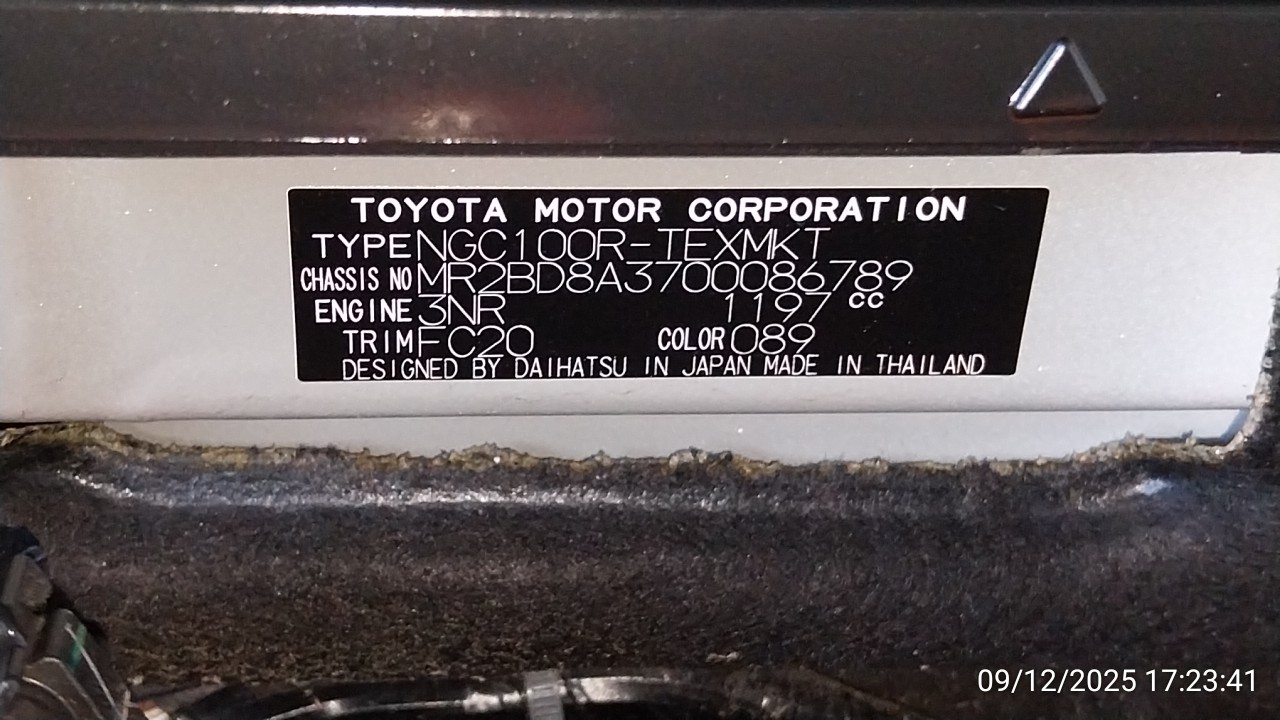 TOYOTA MOTOR CORPORATION
TYPE NGC100R-TEXMKT
CHASSIS NO MR2BD8A3700086789
ENGINE 3NR 1197 CC
TRIM FC20 COLOR 089
DESIGNED BY DAIHATSU IN JAPAN MADE IN THAILAND
09/12/2025 17:23:41